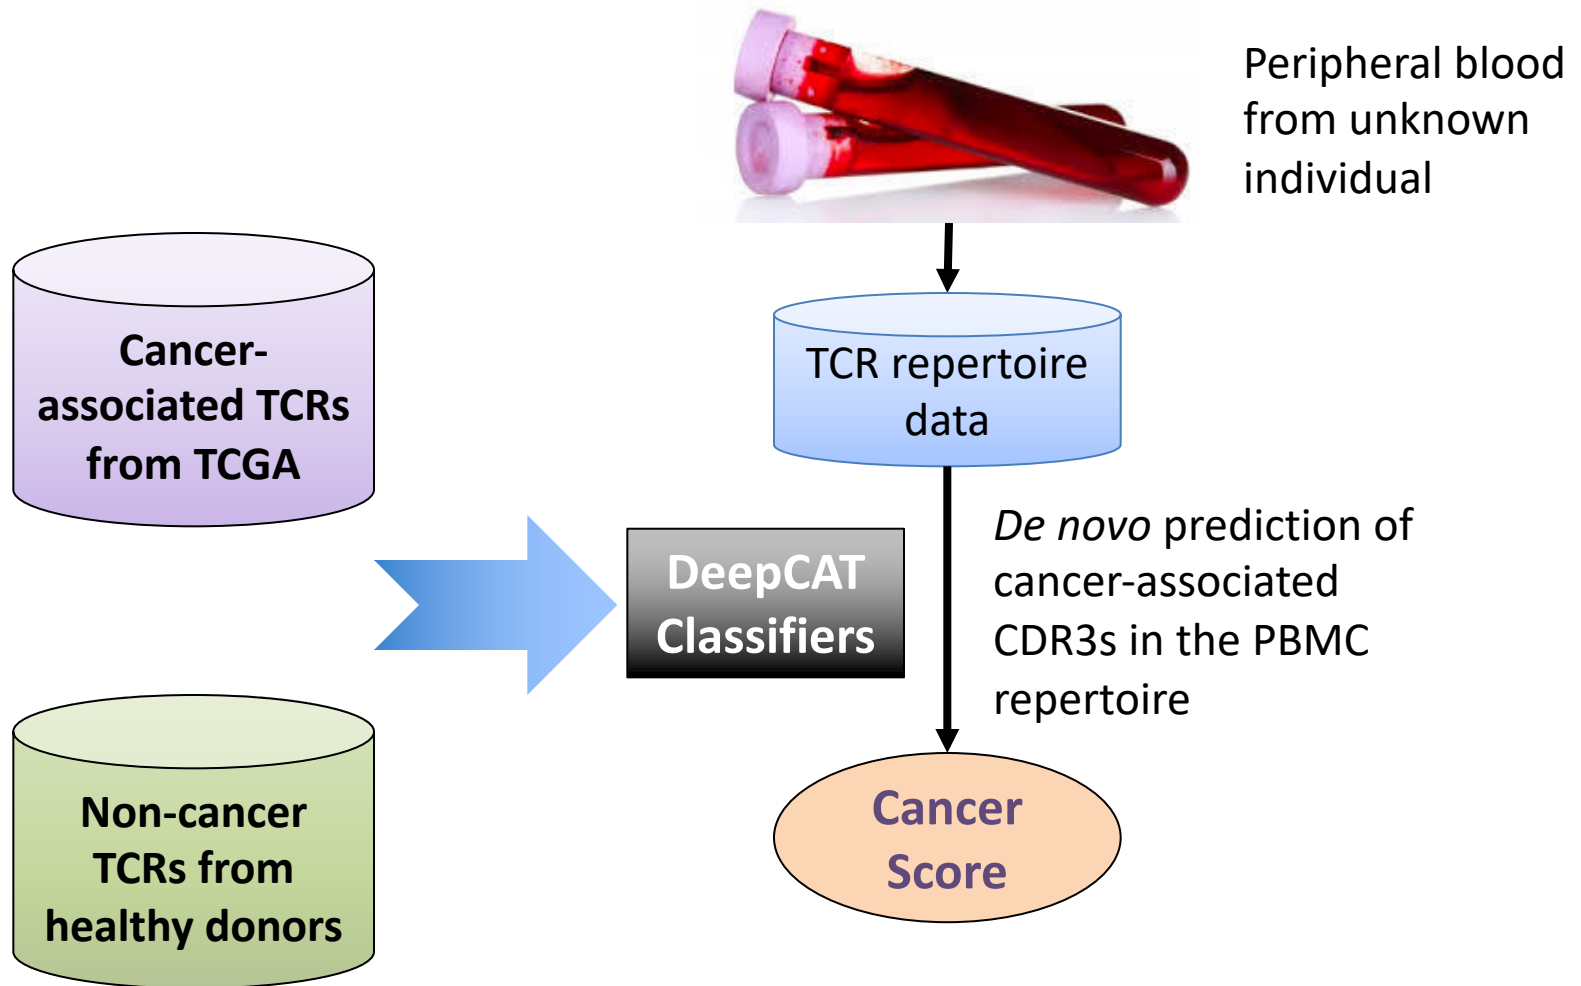 Peripheral blood
from unknown
individual
Cancer-
associated TCRs
from TCGA
TCR repertoire
data
De novo prediction of
cancer-associated
CDR3s in the PBMC
repertoire
DeepCAT
Classifiers
Non-cancer
TCRs from
healthy donors
Cancer
Score